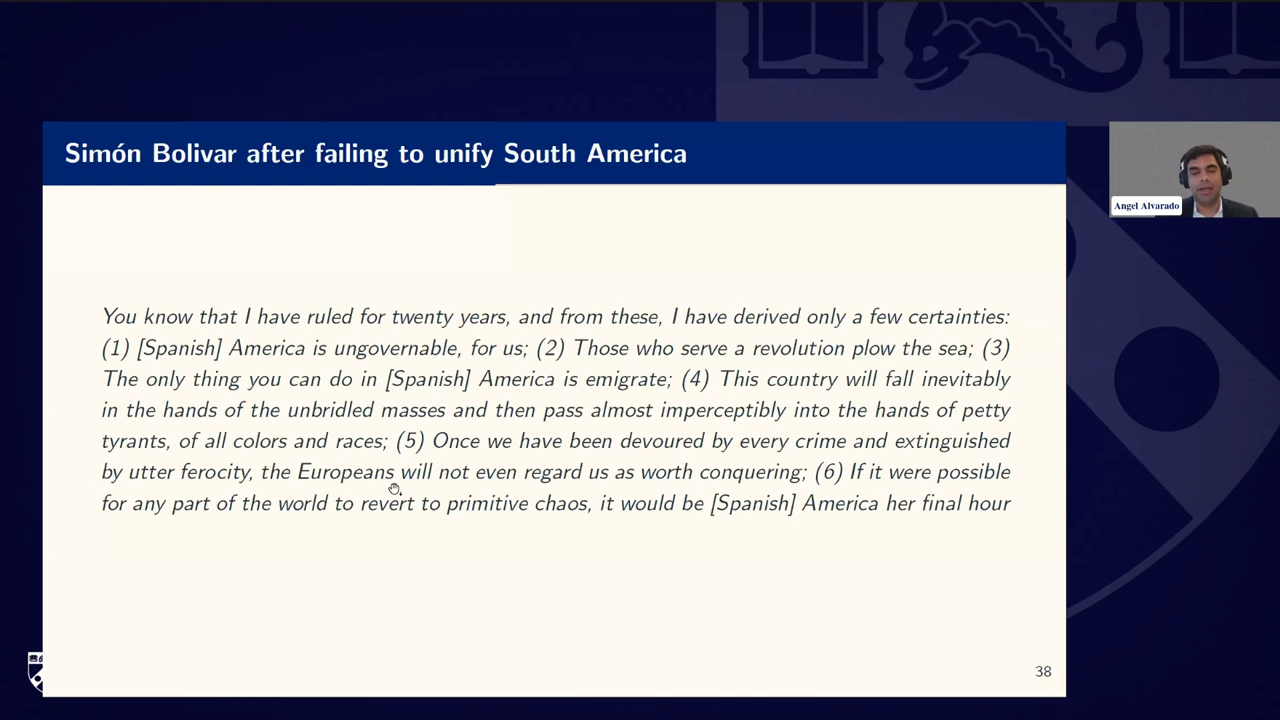 Simón Bolivar after failing to unify South America
Angel Alvarado
You know that I have ruled for twenty years, and from these, I have derived only a few certainties:
(1) [Spanish] America is ungovernable, for us; (2) Those who serve a revolution plow the sea; (3)
The only thing you can do in [Spanish] America is emigrate; (4) This country will fall inevitably
in the hands of the unbridled masses and then pass almost imperceptibly into the hands of petty
tyrants, of all colors and races; (5) Once we have been devoured by every crime and extinguished
by utter ferocity, the Europeans will not even regard us as worth conquering; (6) If it were possible
for any part of the world to revert to primitive chaos, it would be [Spanish] America her final hour
38